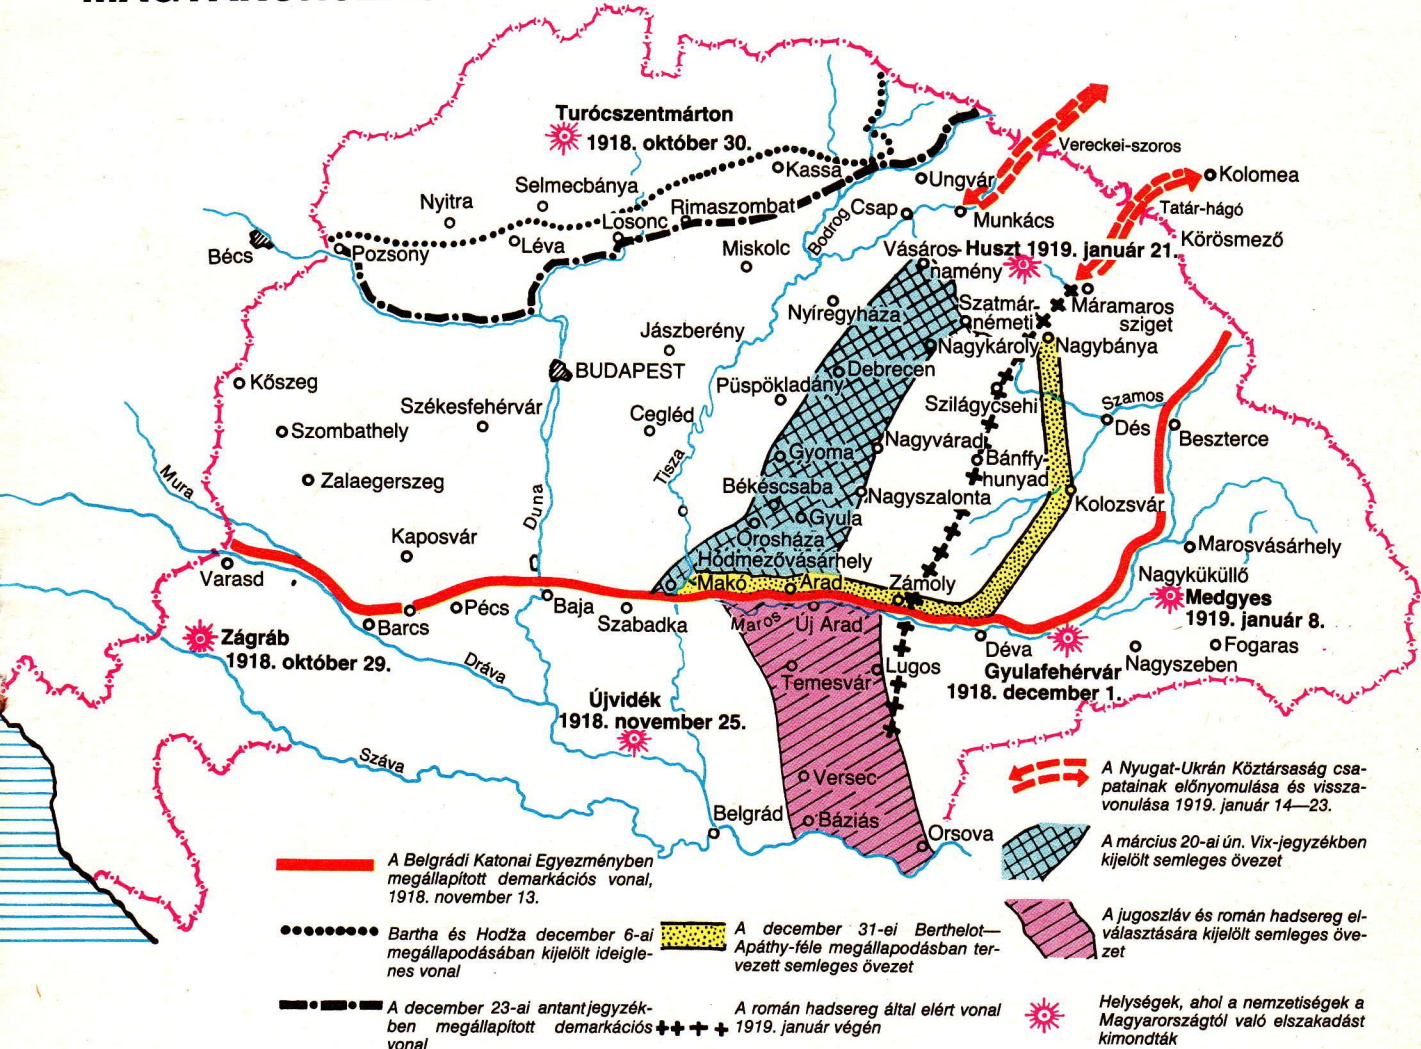 Turócszentmárton
1918. október 30.
Vereckei-szoros
Kolomea
Kassa
Ungvár
Selmecbánya
Nyitra
Rimaszombat
Tatár-hágó
Csap
Munkács
Losonc
Bodrog
Körösmező
Bécs
Pozsony
Léva
Miskolc
Vásáros-
namény
Huszt 1919. január 21.
Nyíregyháza
Szatmár-
németi
Máramaros
sziget
Jászberény
Nagykároly
Nagybánya
BUDAPEST
Debrecen
Kőszeg
Püspökladány
Székesfehérvár
Cegléd
Szilágycsehi
Szamos
Dés
Beszterce
Szombathely
Nagyvárad
Gyoma
Bánffy-
hunyad
Mura
Zalaegerszeg
Tisza
Duna
Békéscsaba
Nagyszalonta
Kolozsvár
Gyula
Orosháza
Kaposvár
Marosvásárhely
Hódmezővásárhely
Varasd
Makó
Arad
Zámoly
Nagyküküllő
Medgyes
1919. január 8.
Pécs
Baja
Szabadka
Maros
Új Arad
Barcs
Zágráb
1918. október 29.
Déva
Fogaras
Nagyszeben
Dráva
Lugos
Gyulafehérvár
1918. december 1.
Temesvár
Újvidék
1918. november 25.
Száva
Versec
Belgrád
Báziás
Orsova
A Nyugat-Ukrán Köztársaság csa-
patainak előnyomulása és vissza-
vonulása 1919. január 14—23.
A március 20-ai ún. Vix-jegyzékben
kijelölt semleges övezet
A Belgrádi Katonai Egyezményben
megállapított demarkációs vonal,
1918. november 13.
A jugoszláv és román hadsereg el-
választására kijelölt semleges öve-
zet
Bartha és Hodža december 6-ai
megállapodásában kijelölt ideigle-
nes vonal
A december 31-ei Berthelot—
Apáthy-féle megállapodásban ter-
vezett semleges övezet
A december 23-ai antantjegyzék-
ben megállapított demarkációs
vonal
A román hadsereg által elért vonal
1919. január végén
Helységek, ahol a nemzetiségek a
Magyarországtól való elszakadást
kimondták